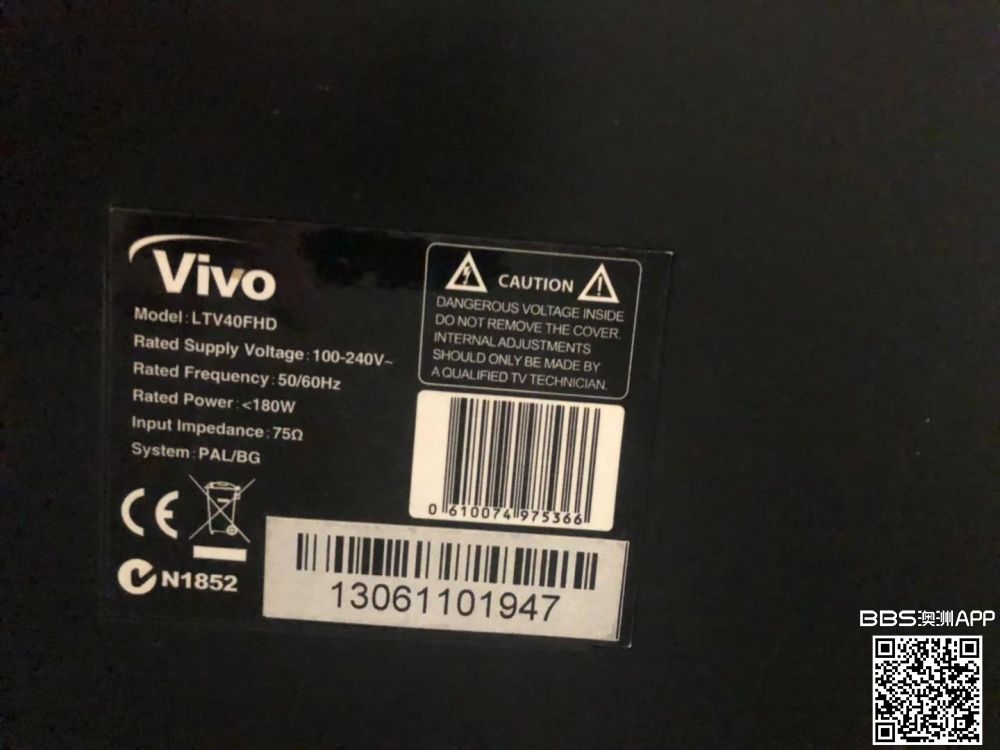 Vivo
Model: LTV40FHD
Rated Supply Voltage: 100-240V~
Rated Frequency: 50/60Hz
Rated Power: <180W
Input Impedance: 75Ω
System: PAL/BG
CE
N1852
CAUTION
DANGEROUS VOLTAGE INSIDE
DO NOT REMOVE THE COVER.
INTERNAL ADJUSTMENTS
SHOULD ONLY BE MADE BY
A QUALIFIED TV TECHNICIAN.
0 610074 975366
13061101947
BBS澳洲APP